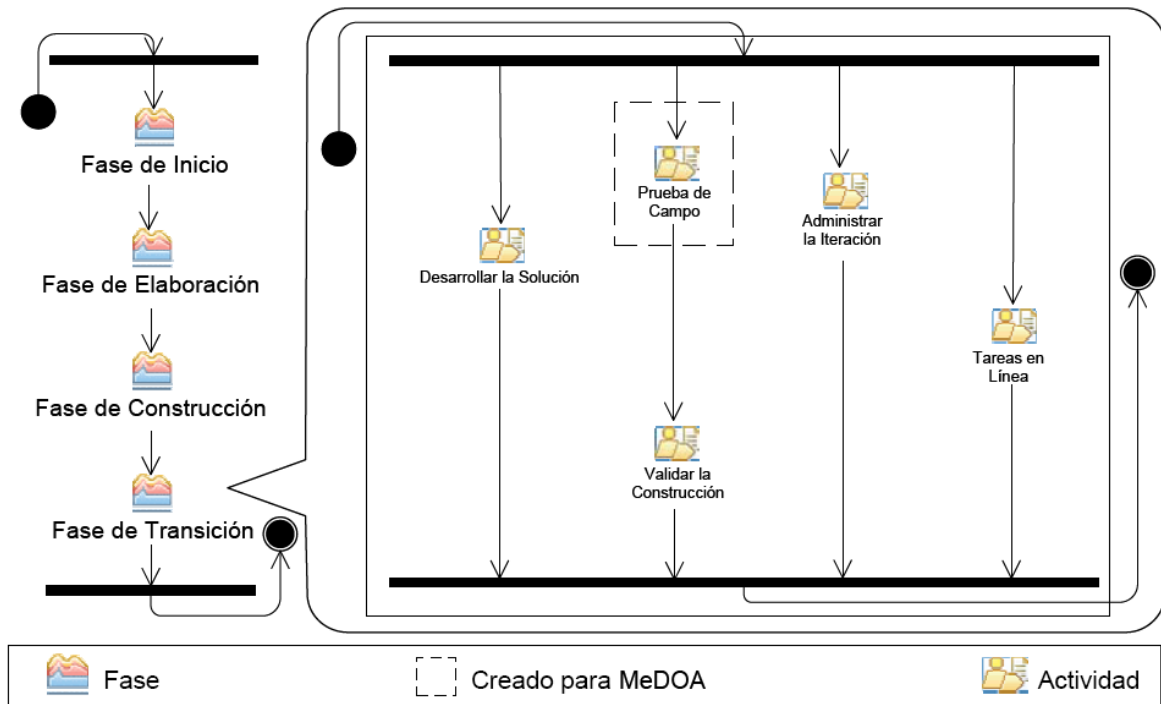 Fase de Inicio
Fase de Elaboración
Fase de Construcción
Fase de Transición
Desarrollar la Solución
Prueba de
Campo
Validar la
Construcción
Administrar
la Iteración
Tareas en
Línea
Fase
Creado para MeDOA
Actividad